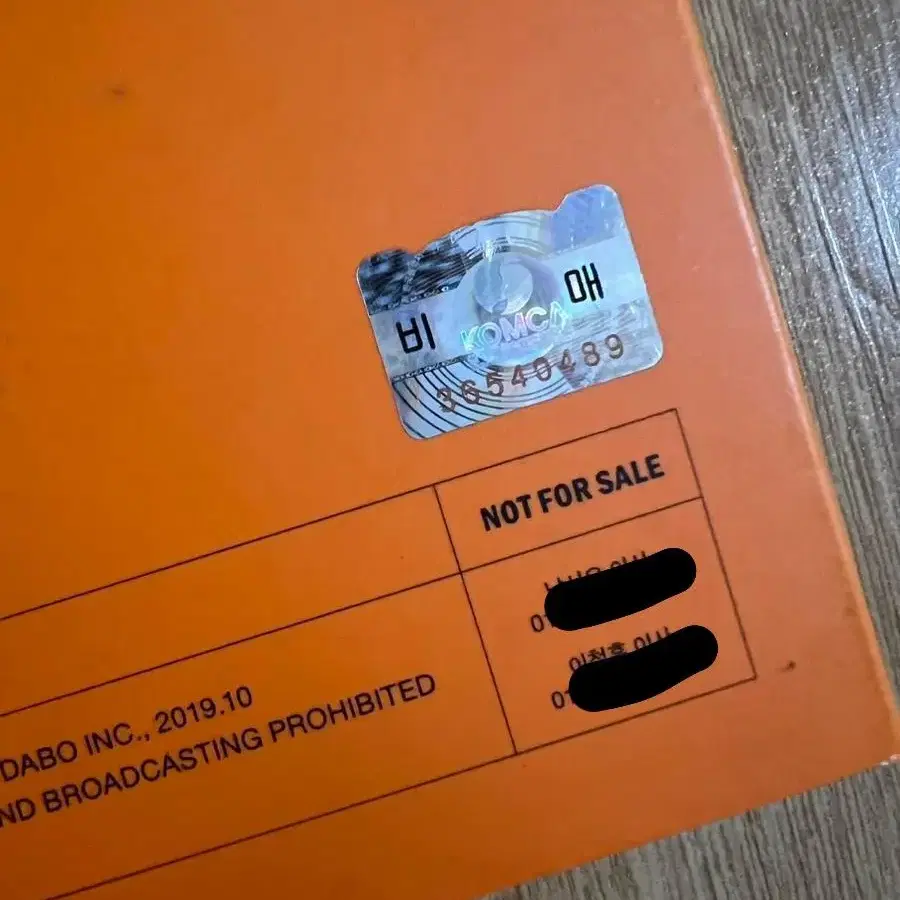 비 KOMCA 매
36540489
NOT FOR SALE
DABO INC., 2019.10
ND BROADCASTING PROHIBITED